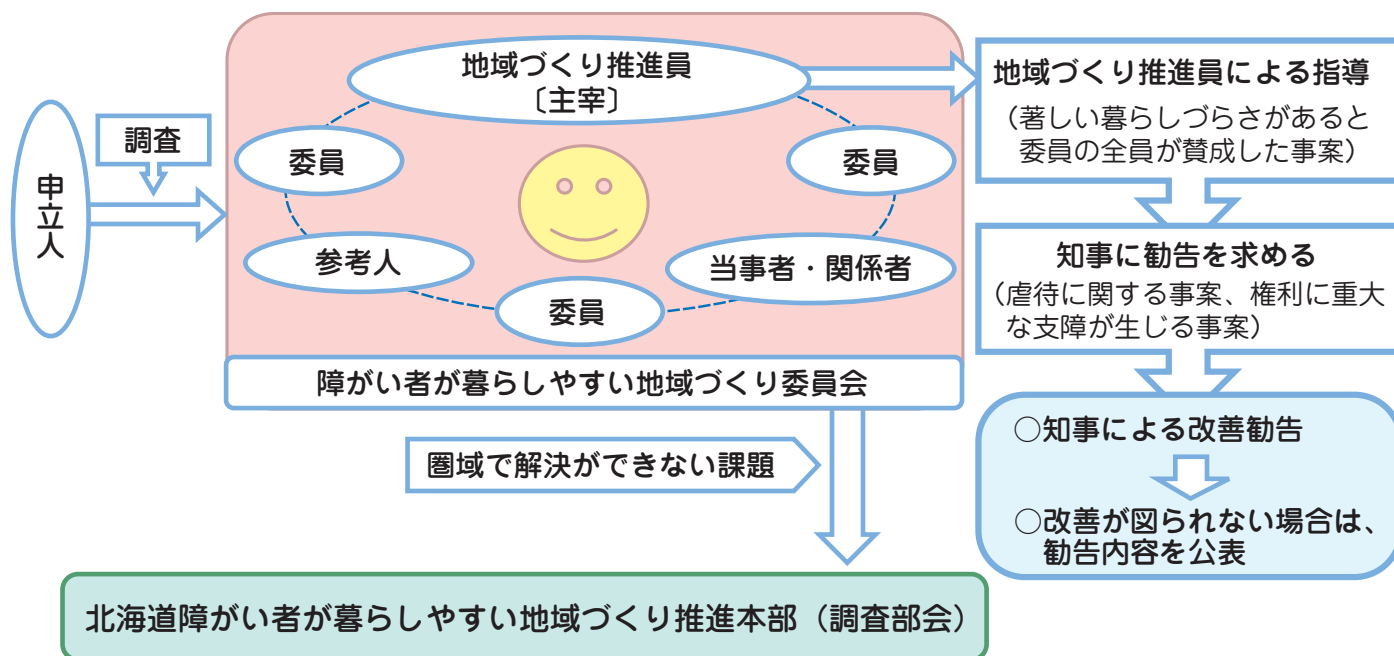 申立人
調査
地域づくり推進員
〔主宰〕
委員
委員
参考人
当事者・関係者
委員
障がい者が暮らしやすい地域づくり委員会
地域づくり推進員による指導
（著しい暮らしづらさがあると
委員の全員が賛成した事案）
知事に勧告を求める
（虐待に関する事案、権利に重大
な支障が生じる事案）
○知事による改善勧告
○改善が図られない場合は、
勧告内容を公表
圏域で解決ができない課題
北海道障がい者が暮らしやすい地域づくり推進本部（調査部会）